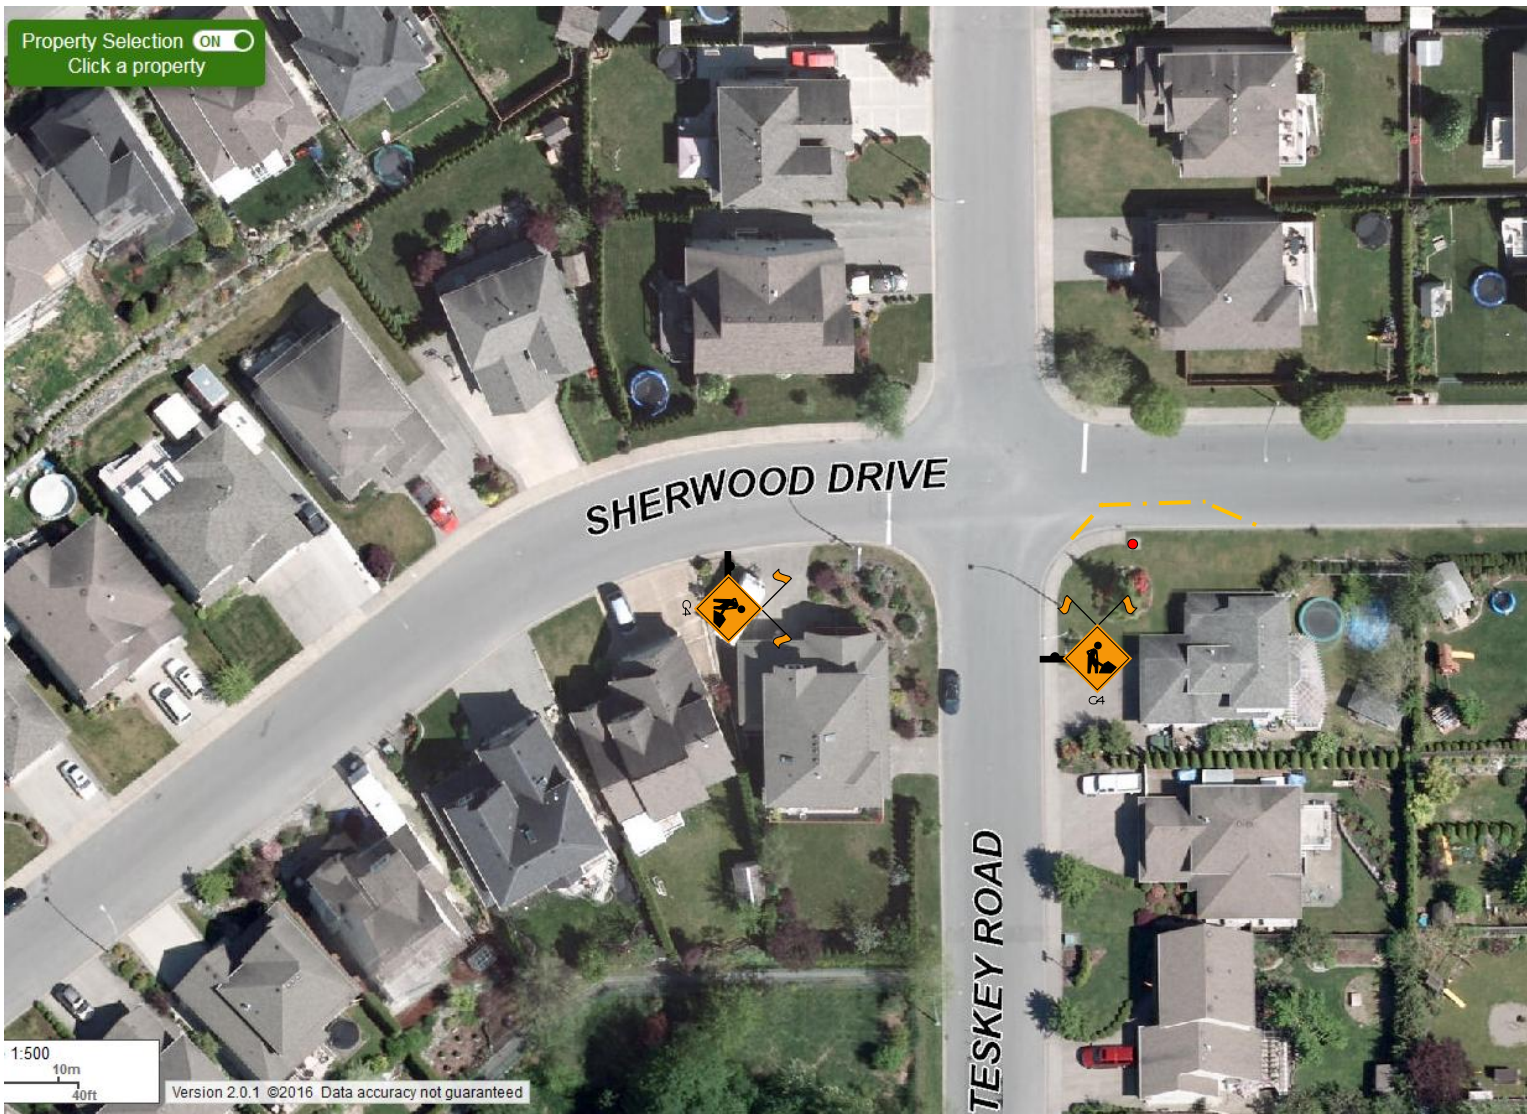 Property Selection ON
Click a property
SHERWOOD DRIVE
C4
C4
TESKEY ROAD
1:500
10m
40ft
Version 2.0.1 ©2016 Data accuracy not guaranteed